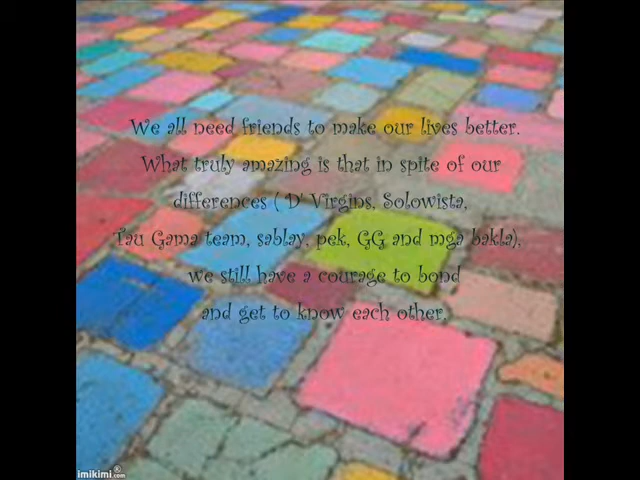 We all need friends to make our lives better.
What truly amazing is that in spite of our
differences ( D' Virgins, Solowista,
Tau Gama team, sablay, pek, GG and mga bakla),
we still have a courage to bond
and get to know each other.
imikimi®.com